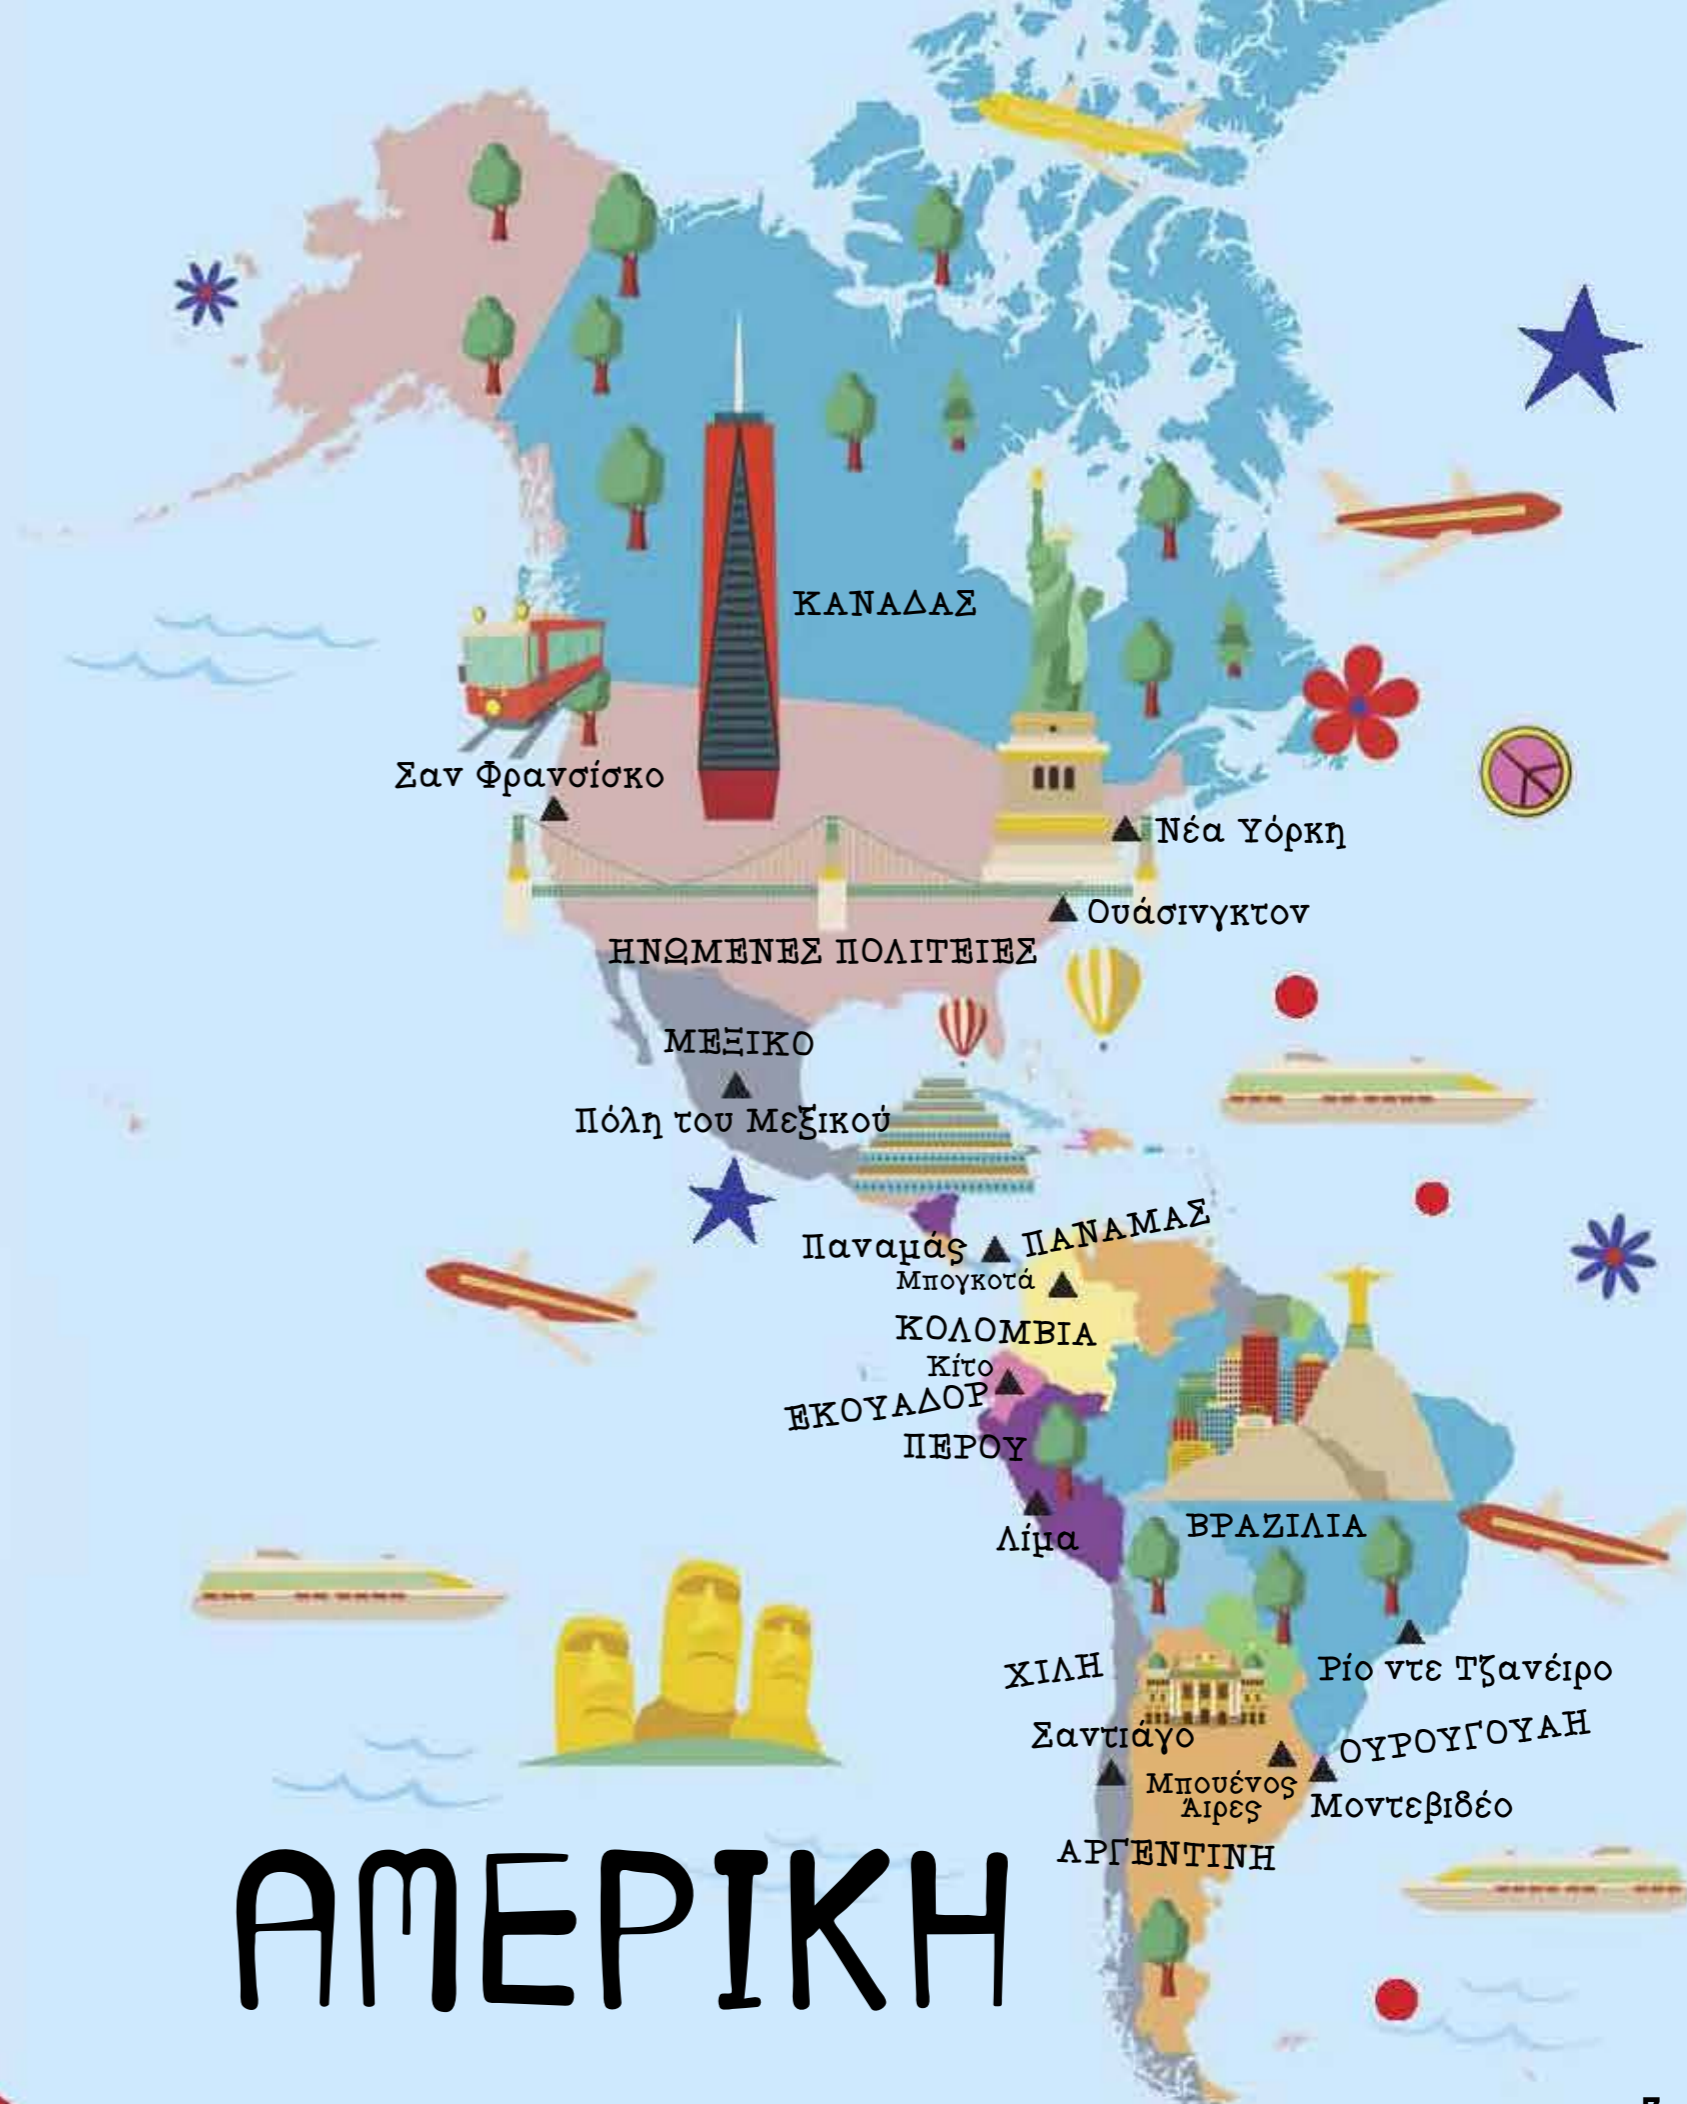 ΚΑΝΑΔΑΣ
Σαν Φρανσίσκο
Νέα Υόρκη
Ουάσινγκτον
ΗΝΩΜΕΝΕΣ ΠΟΛΙΤΕΙΕΣ
ΜΕΞΙΚΟ
Πόλη του Μεξικού
ΠΑΝΑΜΑΣ
Παναμάς
Μπογκοτά
ΚΟΛΟΜΒΙΑ
Κίτο
ΕΚΟΥΑΔΟΡ
ΠΕΡΟΥ
Λίμα
ΒΡΑΖΙΛΙΑ
ΧΙΛΗ
Ρίο ντε Τζανέιρο
Σαντιάγο
ΟΥΡΟΥΓΟΥΑΗ
Μπουένος
Άιρες
Μοντεβιδέο
ΑΡΓΕΝΤΙΝΗ
ΑΜΕΡΙΚΗ